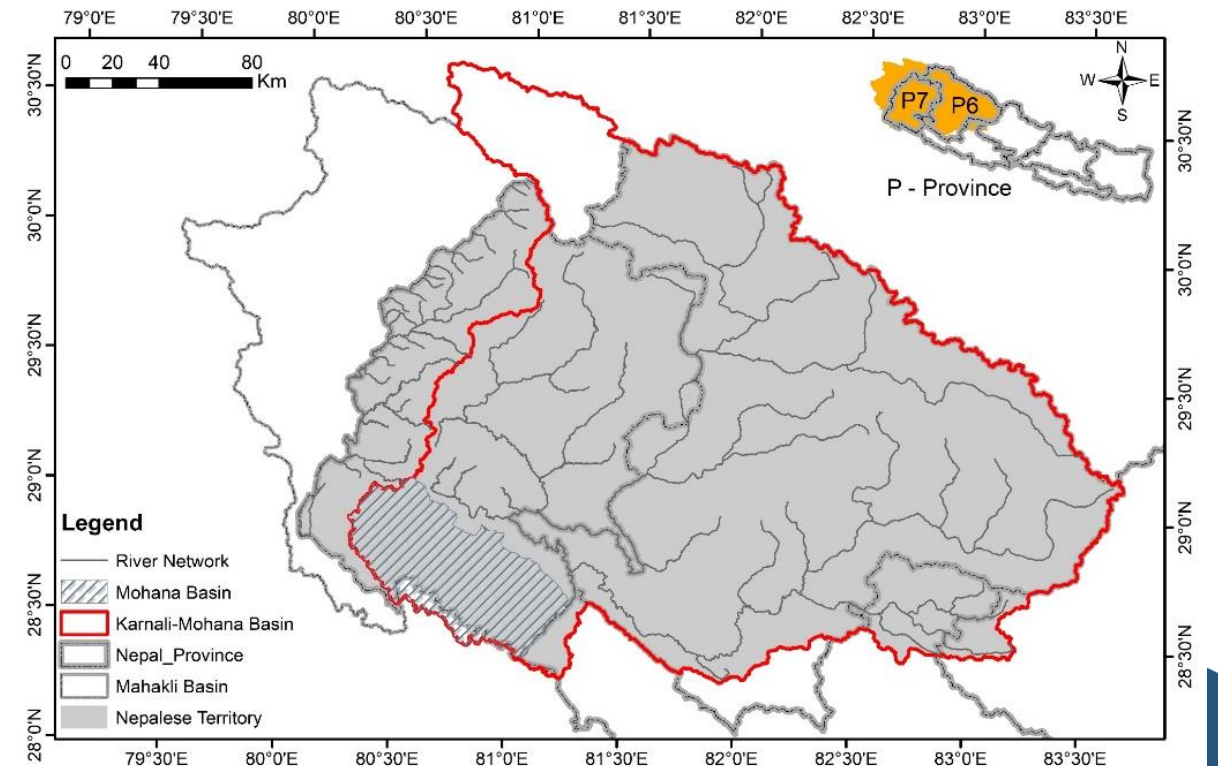 79°0'E 79°30'E 80°0'E 80°30'E 81°0'E 81°30'E 82°0'E 82°30'E 83°0'E 83°30'E
0 20 40 80
Km
N
W E
S
P7 P6
P - Province
30°30'N
30°0'N
29°30'N
29°0'N
28°30'N
28°0'N
30°30'N
30°0'N
29°30'N
29°0'N
28°30'N
Legend
River Network
Mohana Basin
Karnali-Mohana Basin
Nepal_Province
Mahakli Basin
Nepalese Territory
79°30'E 80°0'E 80°30'E 81°0'E 81°30'E 82°0'E 82°30'E 83°0'E 83°30'E